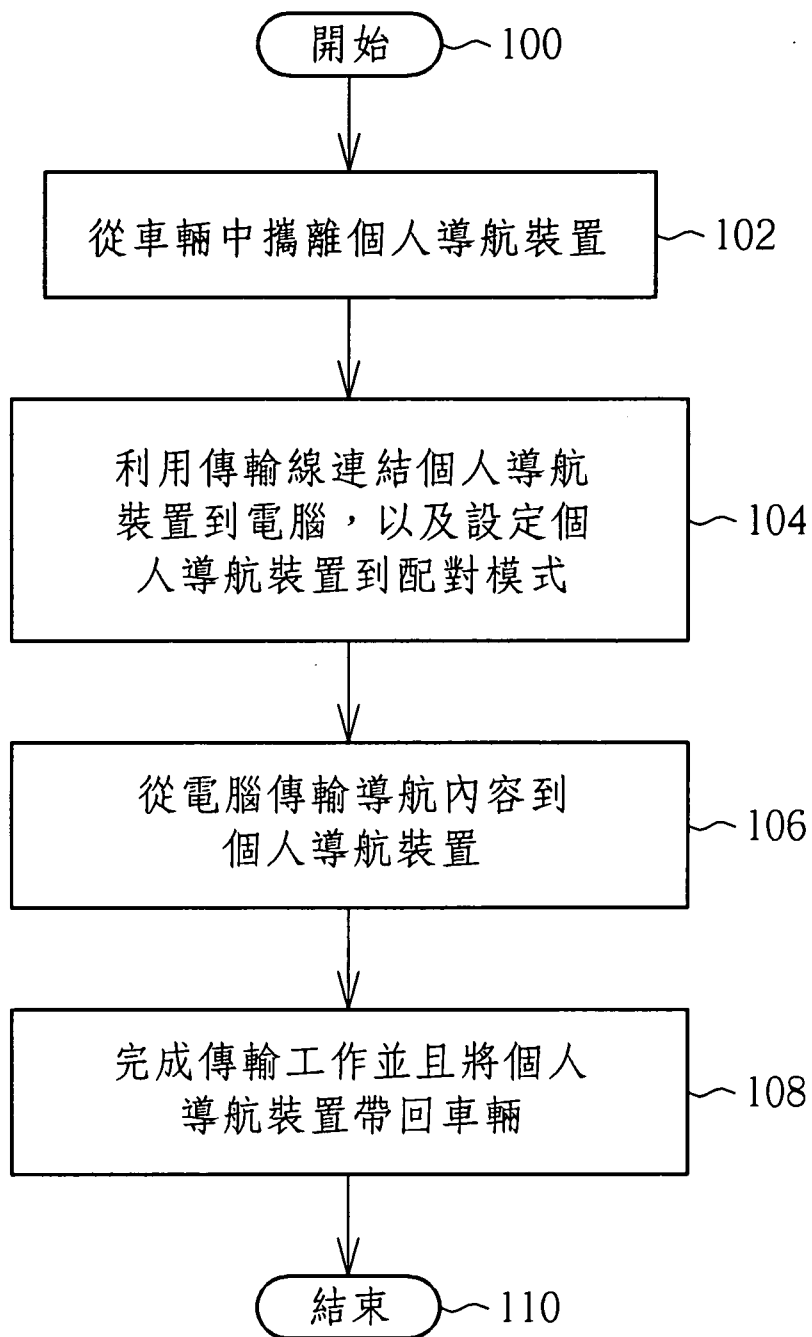 開始 100
從車輛中攜離個人導航裝置 102
利用傳輸線連結個人導航
裝置到電腦，以及設定個 104
人導航裝置到配對模式
從電腦傳輸導航內容到
個人導航裝置 106
完成傳輸工作並且將個人
導航裝置帶回車輛 108
結束 110